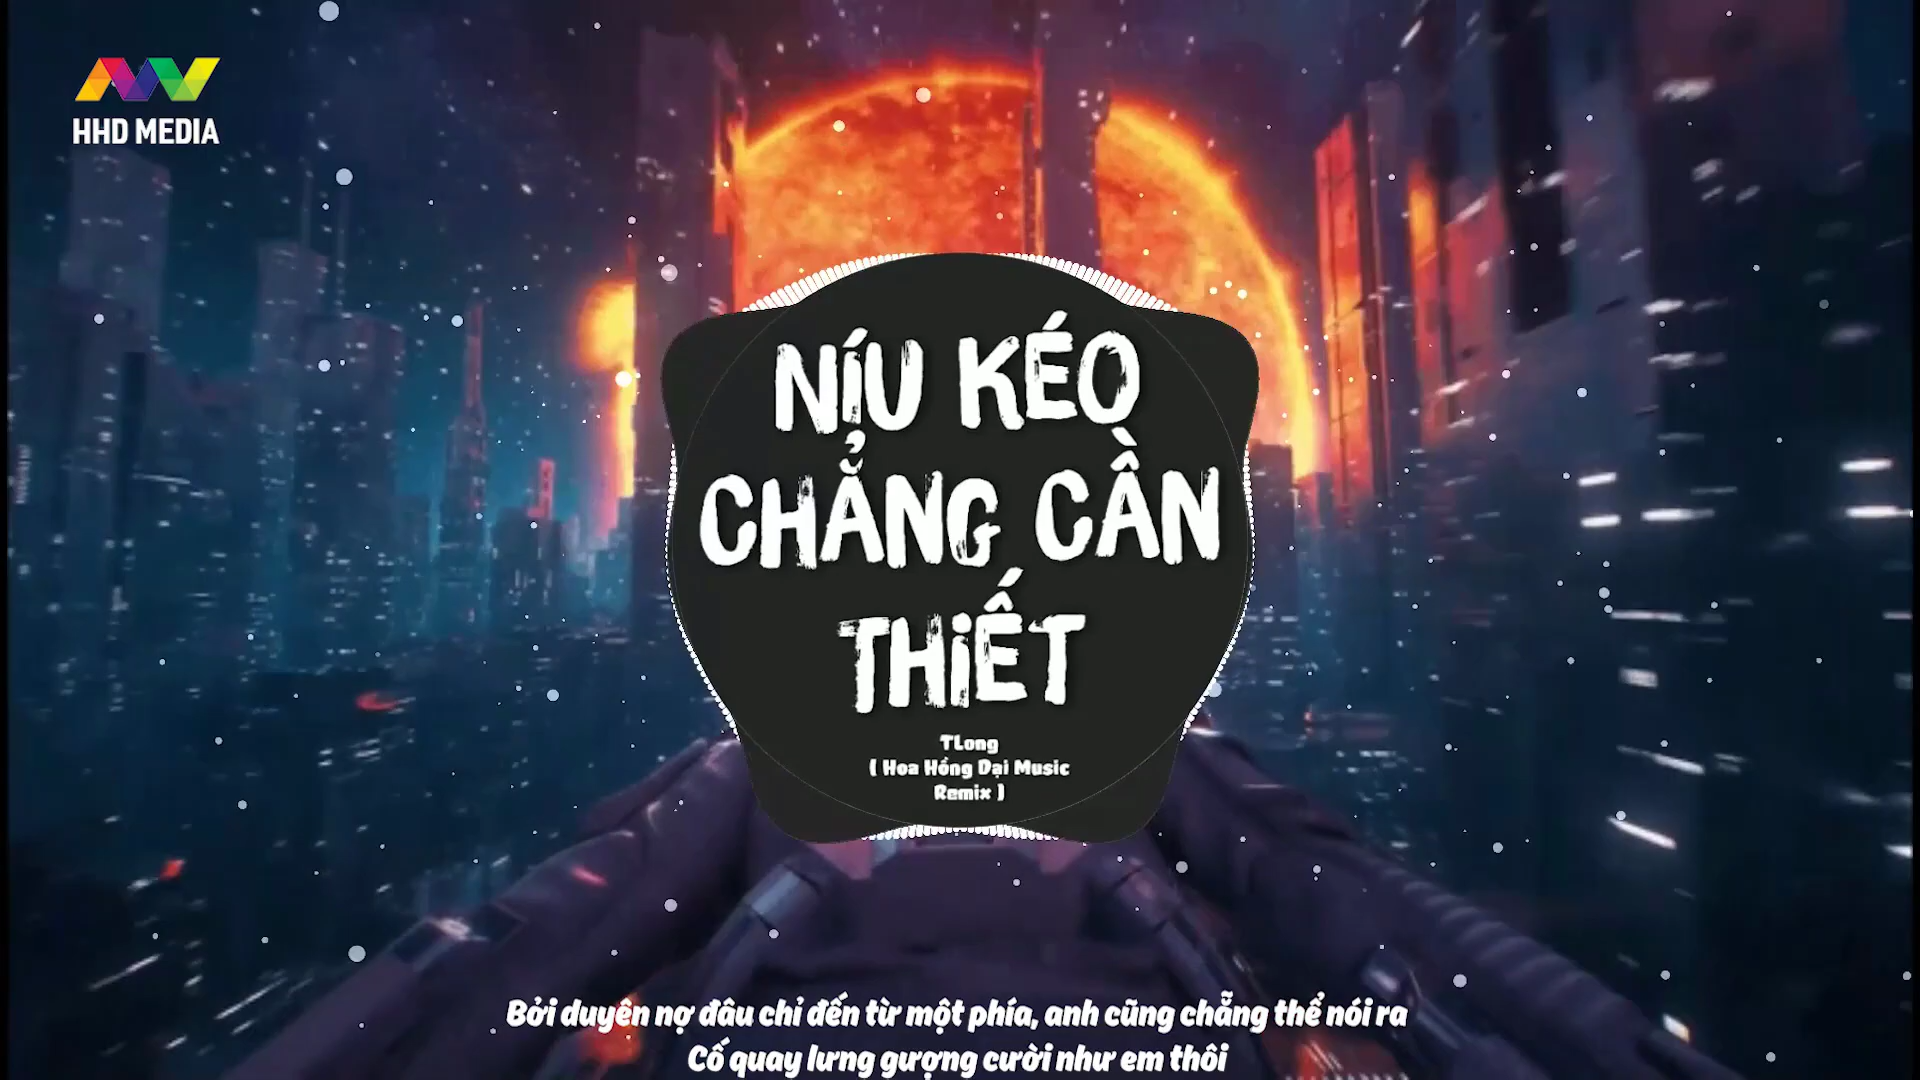 HHD MEDIA
NÍU KÉO
CHẲNG CẦN
THIẾT
TLong
( Hoa Hồng Dại Music
Remix )
Bởi duyên nợ đâu chỉ đến từ một phía, anh cũng chẵng thể nói ra
Cố quay lưng gượng cười như em thôi